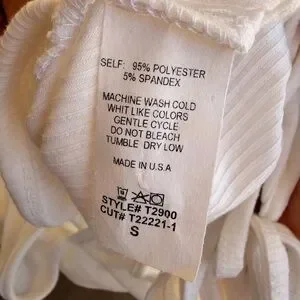 SELF: 95% POLYESTER
5% SPANDEX
MACHINE WASH COLD
WHIT LIKE COLORS
GENTLE CYCLE
DO NOT BLEACH
TUMBLE DRY LOW
MADE IN U.S.A
STYLE# T2900
CUT# T22221-1
S